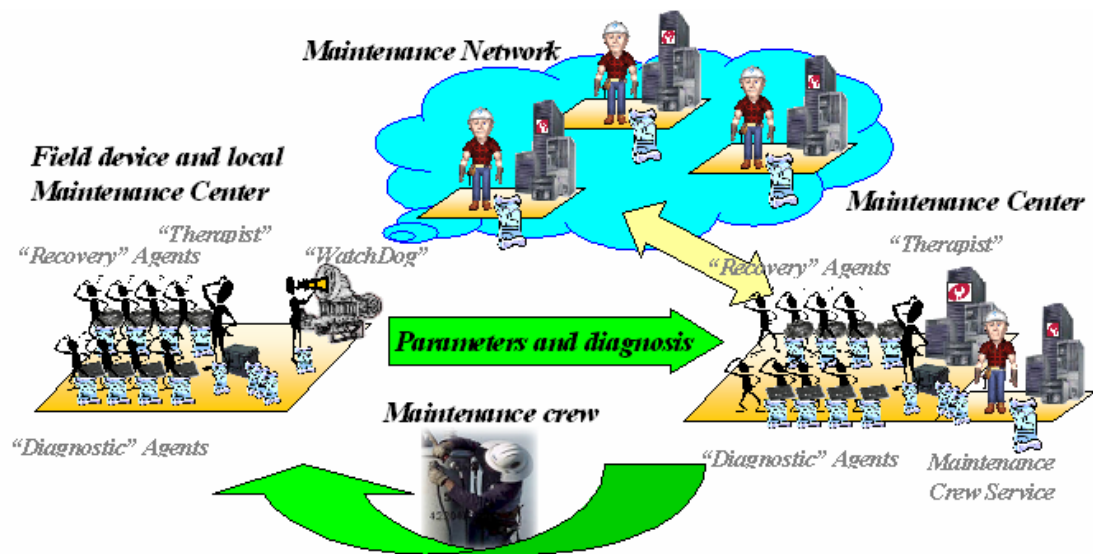 Maintenance Network
Field device and local
Maintenance Center
"Therapist"
"Recovery" Agents
"WatchDog"
Maintenance Center
"Therapist"
"Recovery" Agents
Parameters and diagnosis
Maintenance crew
"Diagnostic" Agents
"Diagnostic" Agents
Maintenance
Crew Service